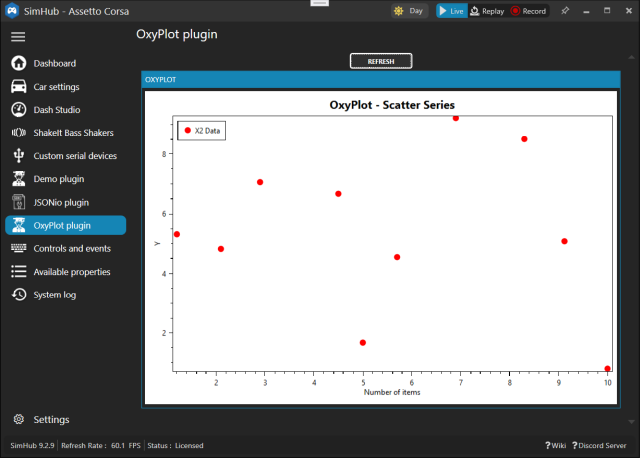 SimHub - Assetto Corsa
Day
Live
Replay
Record
OxyPlot plugin
Dashboard
Car settings
Dash Studio
ShakeIt Bass Shakers
Custom serial devices
Demo plugin
JSONio plugin
OxyPlot plugin
Controls and events
Available properties
System log
Settings
REFRESH
OXYPLOT
OxyPlot - Scatter Series
X2 Data
8
6
4
2
Y
2 3 4 5 6 7 8 9 10
Number of items
SimHub 9.2.9 Refresh Rate : 60.1 FPS Status : Licensed
?Wiki ?Discord Server